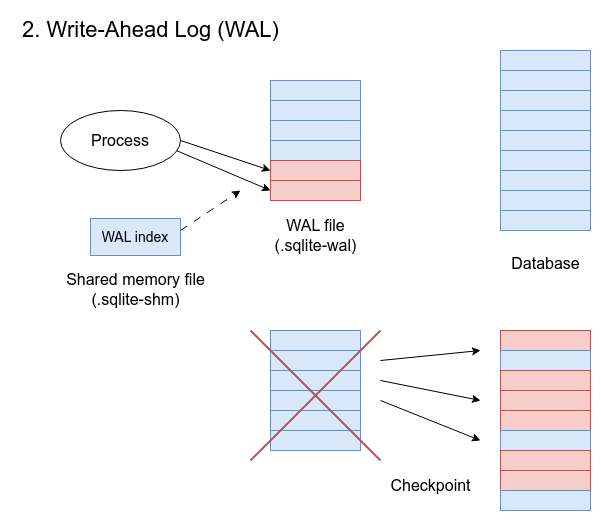 2. Write-Ahead Log (WAL)
Process
WAL index
Shared memory file
(.sqlite-shm)
WAL file
(.sqlite-wal)
Database
Checkpoint